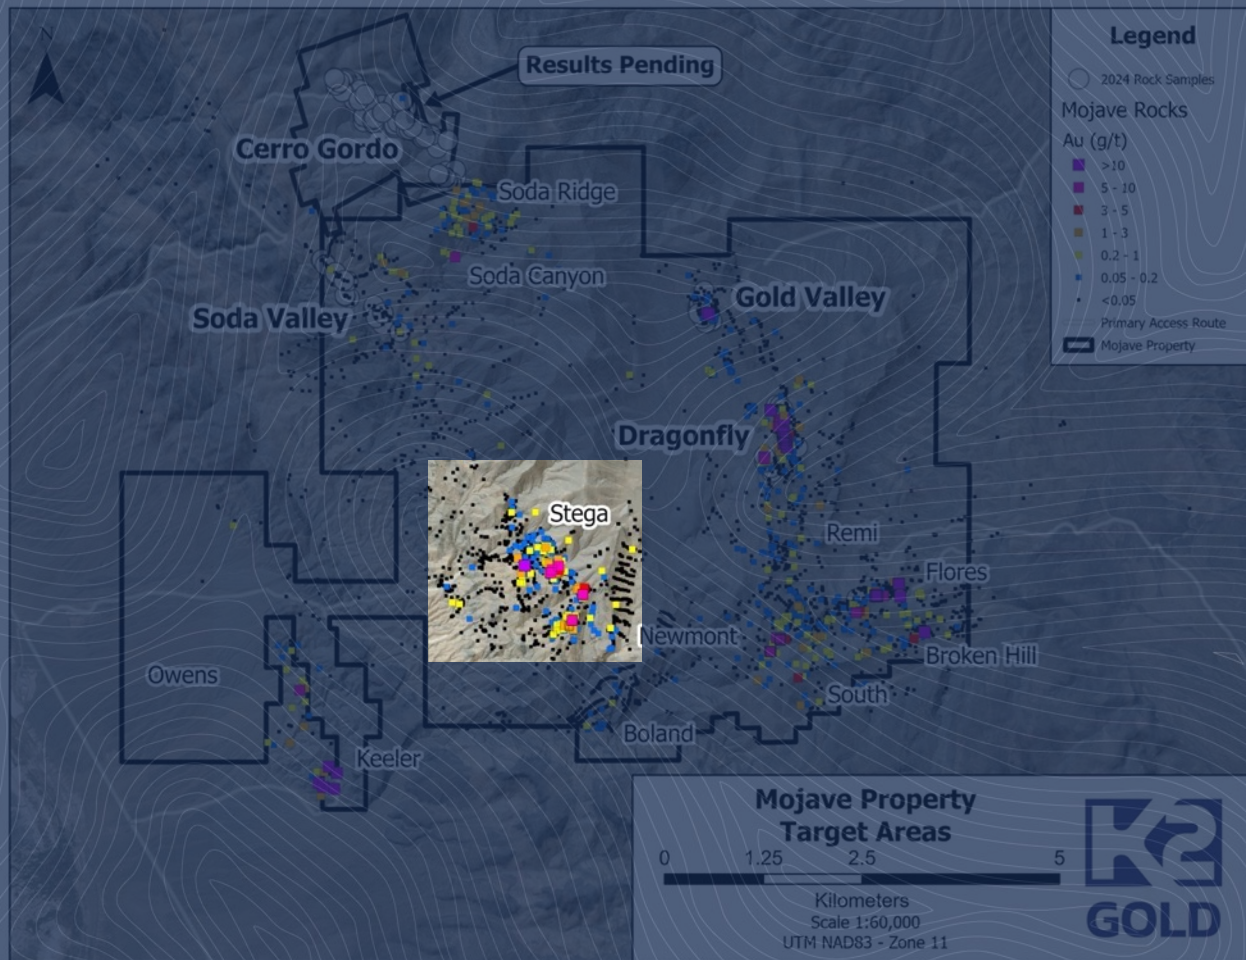 N
Results Pending
Cerro Gordo
Soda Ridge
Soda Canyon
Soda Valley
Gold Valley
Dragonfly
Stega
Remi
Flores
Newmont
Broken Hill
Owens
South
Boland
Keeler
Legend
2024 Rock Samples
Mojave Rocks
Au (g/t)
>10
5 - 10
3 - 5
1 - 3
0.2 - 1
0.05 - 0.2
<0.05
Primary Access Route
Mojave Property
Mojave Property
Target Areas
0 1.25 2.5 5
Kilometers
Scale 1:60,000
UTM NAD83 - Zone 11
K2
GOLD